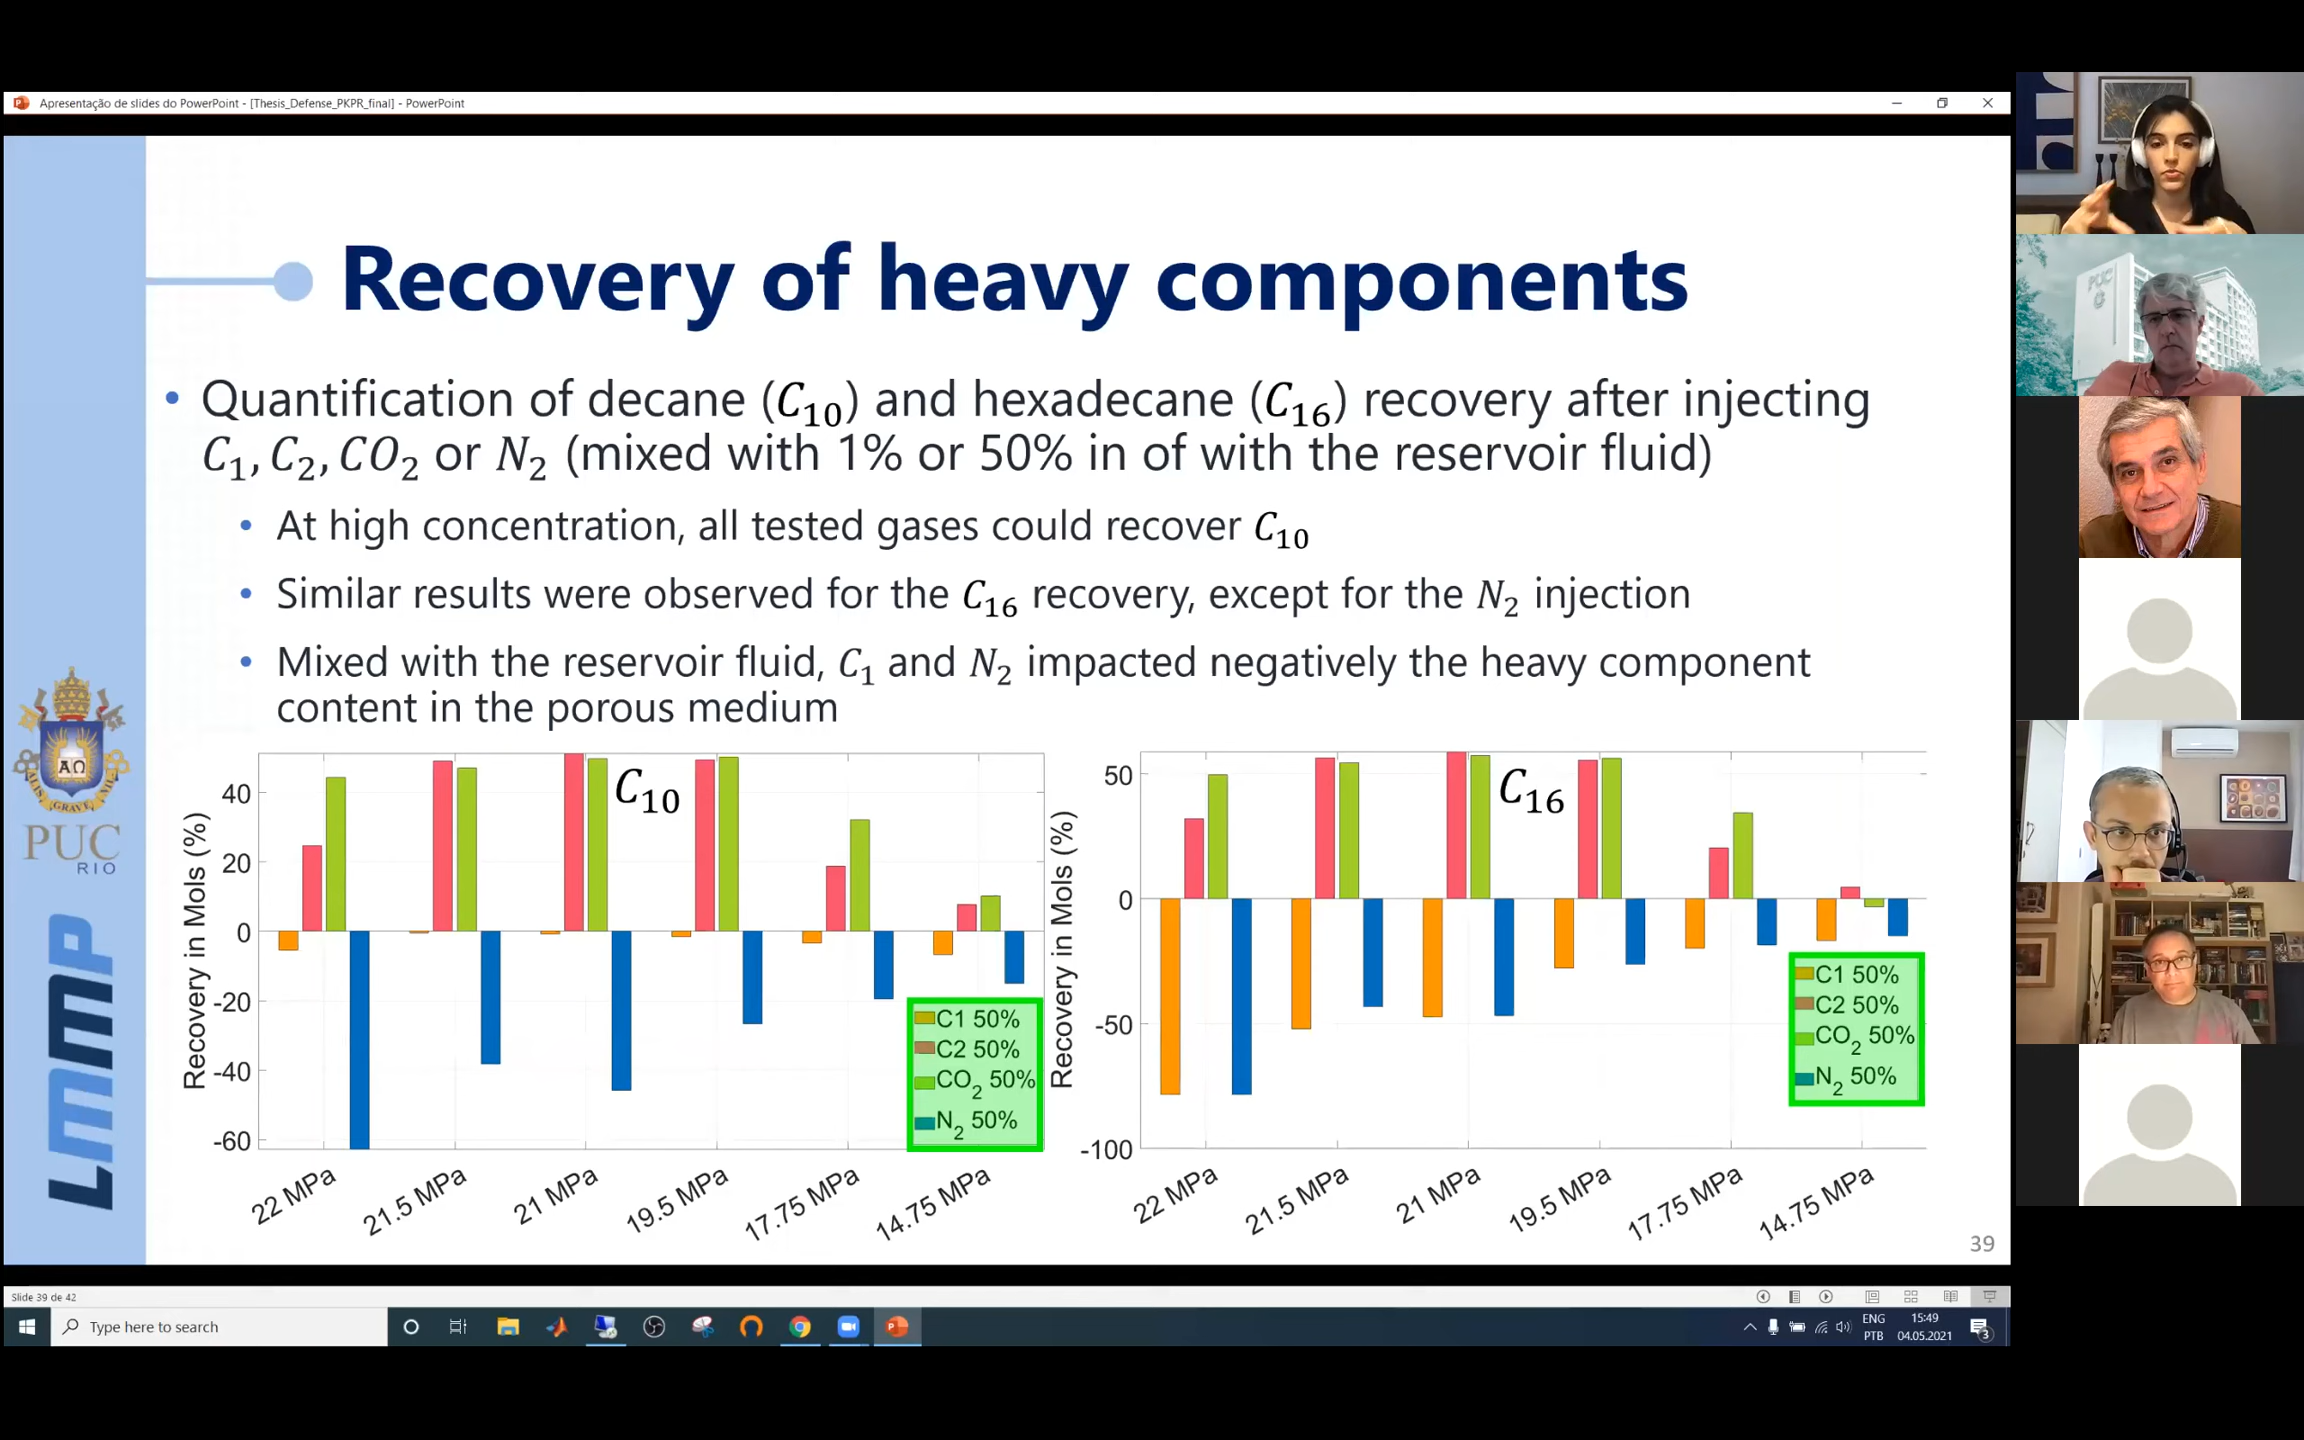 Apresentação de slides do PowerPoint - [Thesis_Defense_PKPR_final] - PowerPoint
Recovery of heavy components
• Quantification of decane (C10) and hexadecane (C16) recovery after injecting
C1, C2, CO2 or N2 (mixed with 1% or 50% in of with the reservoir fluid)
• At high concentration, all tested gases could recover C10
• Similar results were observed for the C16 recovery, except for the N2 injection
• Mixed with the reservoir fluid, C1 and N2 impacted negatively the heavy component
content in the porous medium
Recovery in Mols (%)
40
20
0
-20
-40
-60
C10
C1 50%
C2 50%
CO2 50%
N2 50%
22 MPa
21.5 MPa
21 MPa
19.5 MPa
17.75 MPa
14.75 MPa
Recovery in Mols (%)
50
0
-50
-100
C16
C1 50%
C2 50%
CO2 50%
N2 50%
22 MPa
21.5 MPa
21 MPa
19.5 MPa
17.75 MPa
14.75 MPa
ΑΩ
GRAVE
PUC
RIO
LMMP
39
PUC
Slide 39 de 42
Type here to search
ENG
PTB
15:49
04.05.2021
3